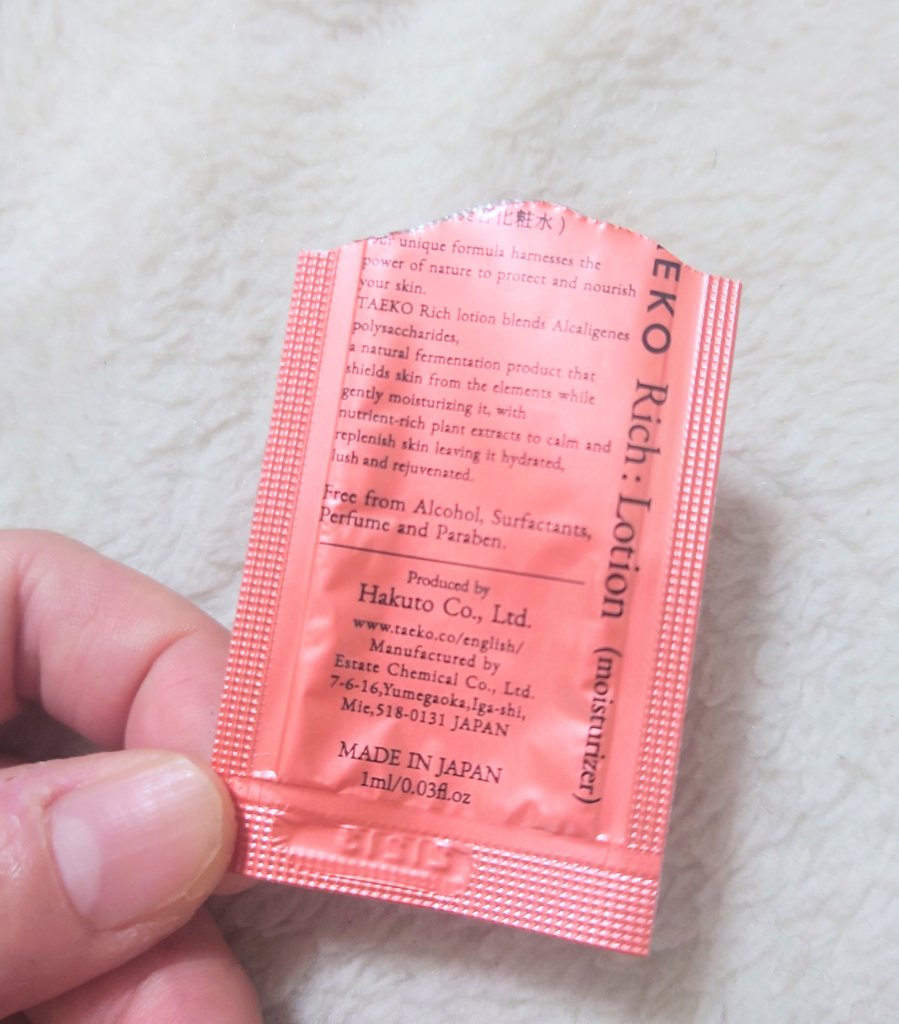 化粧水)
unique formula harnesses the
power of nature to protect and nourish
your skin.
TAEKO Rich lotion blends Alcaligenes
polysaccharides,
a natural fermentation product that
shields skin from the elements while
gently moisturizing it, with
nutrient-rich plant extracts to calm and
replenish skin leaving it hydrated,
lush and rejuvenated.
Free from Alcohol, Surfactants,
Perfume and Paraben.
Produced by
Hakuto Co., Ltd.
www.taeko.co/english/
Manufactured by
Estate Chemical Co., Ltd.
7-6-16,Yumegaoka,Iga-shi,
Mie,518-0131 JAPAN
MADE IN JAPAN
1ml/0.03fl.oz
EKO Rich : Lotion (moisturizer)